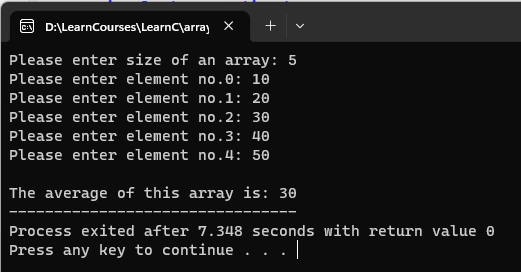 D:\LearnCourses\LearnC\array
Please enter size of an array: 5
Please enter element no.0: 10
Please enter element no.1: 20
Please enter element no.2: 30
Please enter element no.3: 40
Please enter element no.4: 50
The average of this array is: 30
--------------------------------
Process exited after 7.348 seconds with return value 0
Press any key to continue . . .